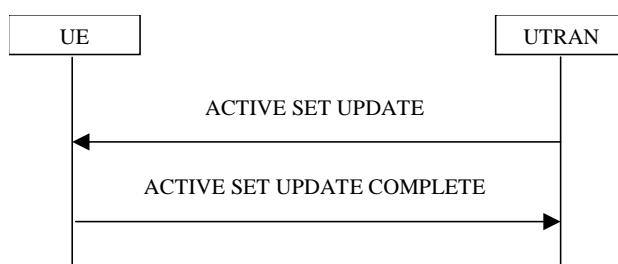 UE
UTRAN
ACTIVE SET UPDATE
ACTIVE SET UPDATE COMPLETE